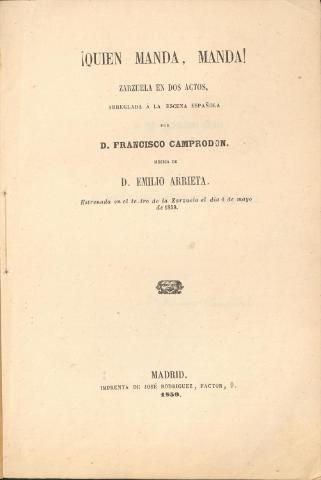 ¡QUIEN MANDA, MANDA!
ZARZUELA EN DOS ACTOS,
ARREGLADA Á LA ESCENA ESPAÑOLA
POR
D. FRANCISCO CAMPRODON.
MÚSICA DE
D. EMILIO ARRIETA.
Estrenada en el teatro de la Zarzuela el dia 4 de mayo
de 1859.
MADRID.
IMPRENTA DE JOSÉ RODRIGUEZ, FACTOR, 9.
1859.